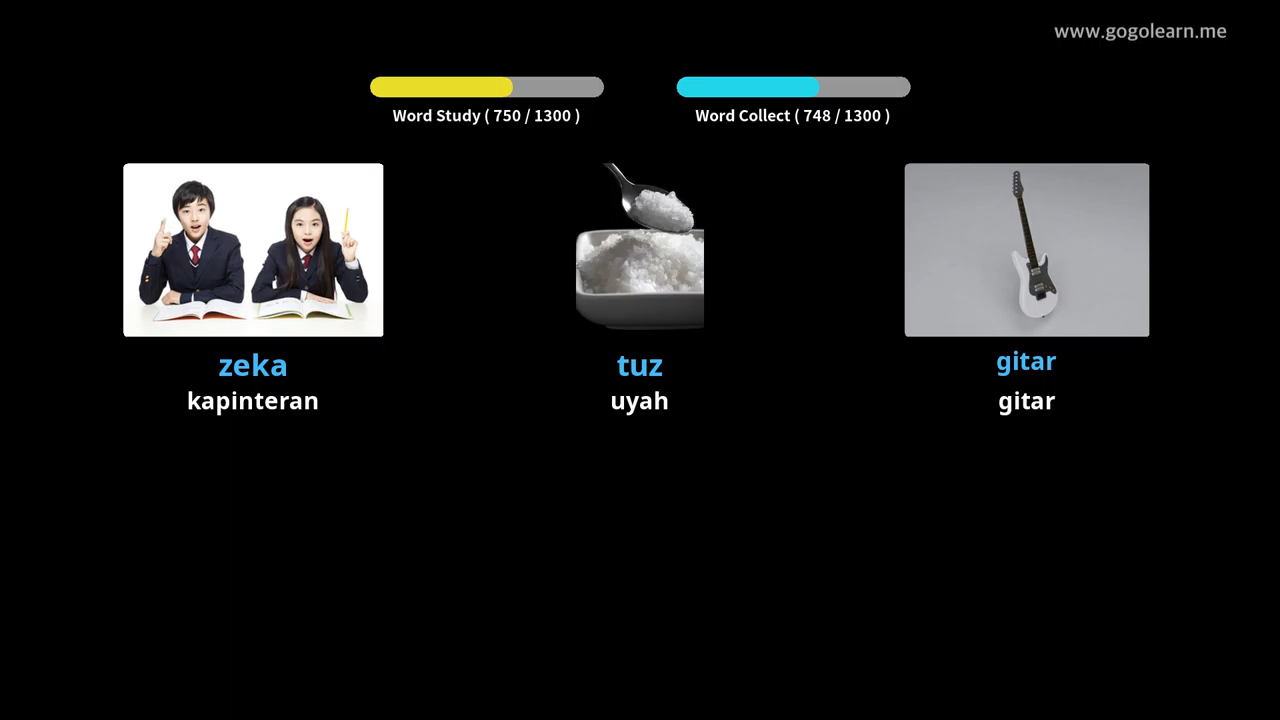 www.gogolearn.me
Word Study ( 750 / 1300 )
Word Collect ( 748 / 1300 )
zeka
kapinteran
tuz
uyah
gitar
gitar